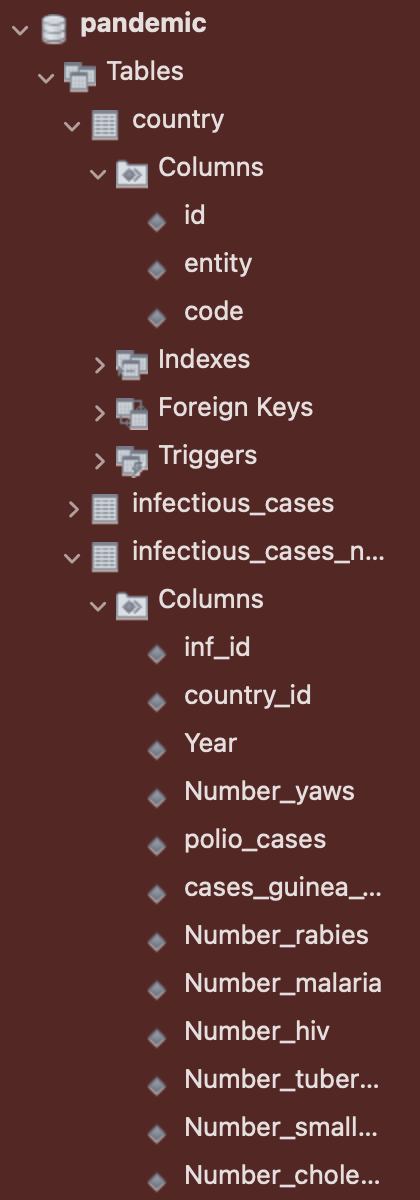 pandemic
Tables
country
Columns
id
entity
code
Indexes
Foreign Keys
Triggers
infectious_cases
infectious_cases_n...
Columns
inf_id
country_id
Year
Number_yaws
polio_cases
cases_guinea_...
Number_rabies
Number_malaria
Number_hiv
Number_tuber...
Number_small...
Number_chole...